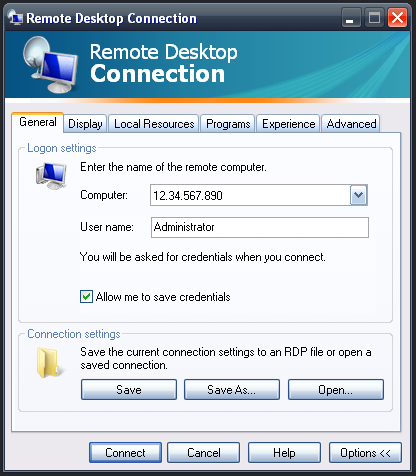 Remote Desktop Connection
Remote Desktop
Connection
General Display Local Resources Programs Experience Advanced
Logon settings
Enter the name of the remote computer.
Computer: 12.34.567.890
User name: Administrator
You will be asked for credentials when you connect.
Allow me to save credentials
Connection settings
Save the current connection settings to an RDP file or open a
saved connection.
Save Save As... Open...
Connect Cancel Help Options <<